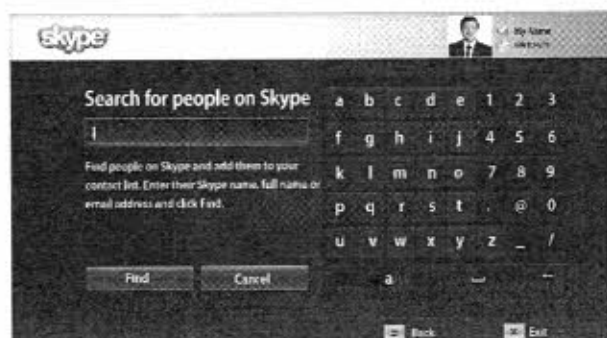 skype
My Name
Search for people on Skype
a b c d e 1 2 3
f g h i j 4 5 6
Find people on Skype and add them to your
contact list. Enter their Skype name, full name or
email address and click Find.
k l m n o 7 8 9
p q r s t . @ 0
u v w x y z _ /
Find Cancel
a
Back Exit